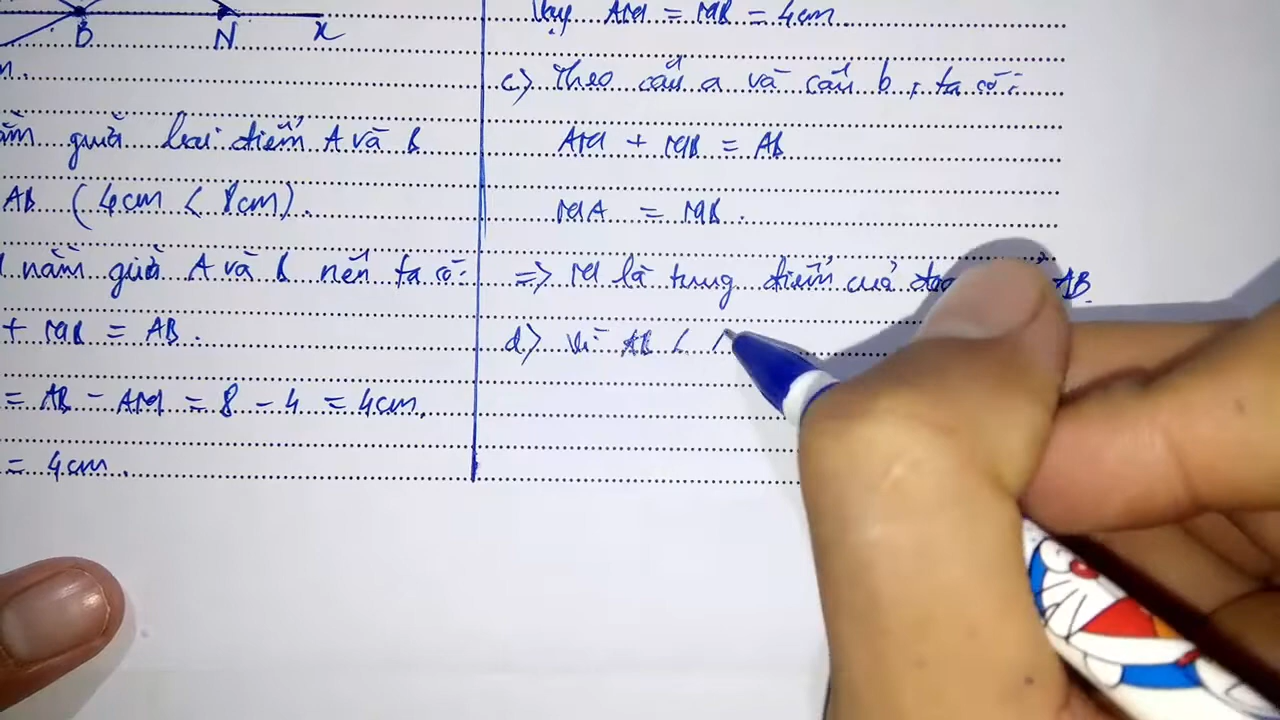 B N x
m.
ằm giữa hai điểm A và B
AB (4cm < 8cm).
nằm giữa A và B nên ta có:
+ MB = AB.
= AB - AM = 8 - 4 = 4cm.
= 4cm.
Vậy AM = MB = 4cm.
c) Theo câu a và câu b, ta có:
AM + MB = AB
MA = MB.
=> M là trung điểm của AB.
d) Vì AB <